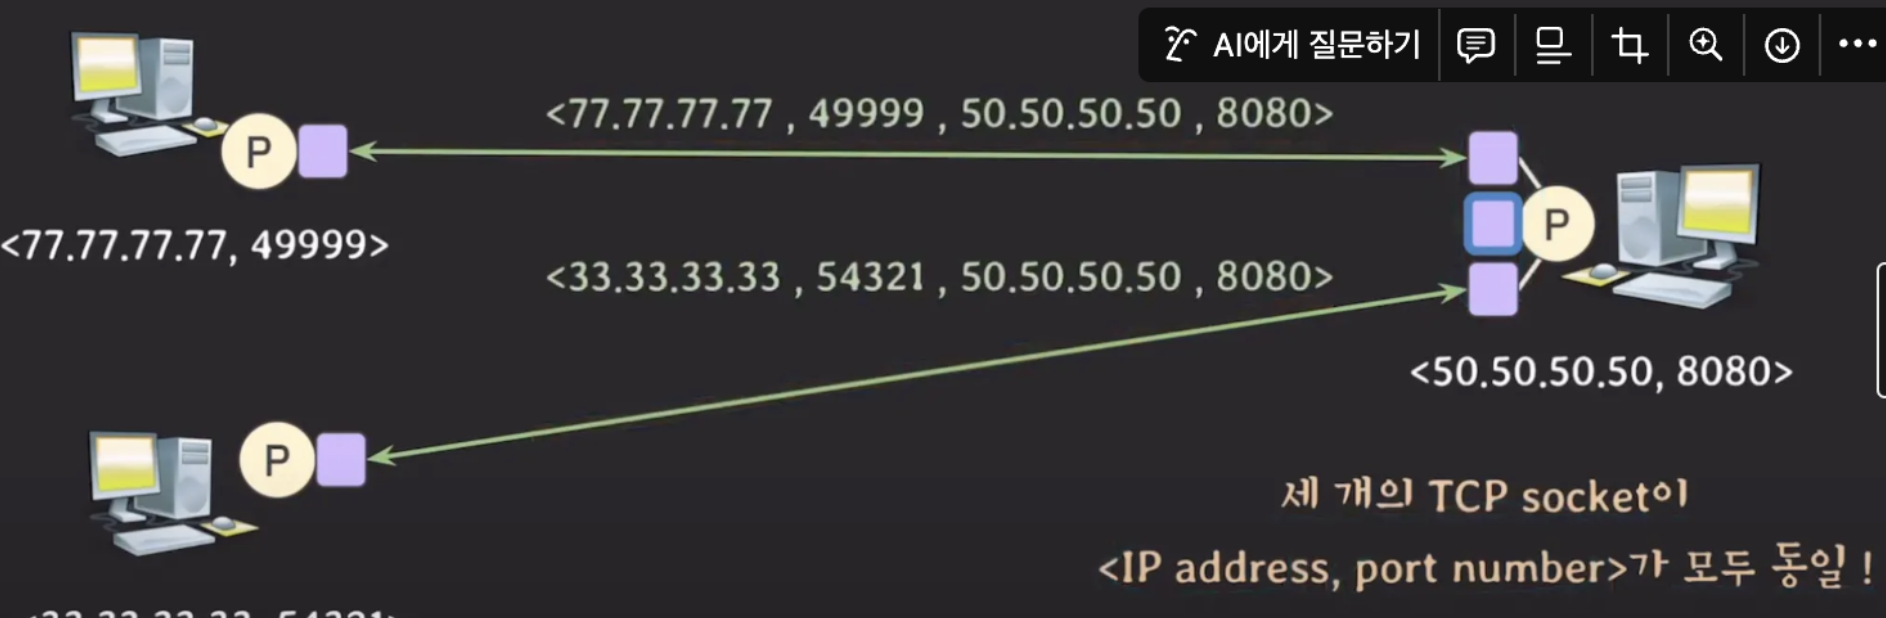 AI에게 질문하기
<77.77.77.77 , 49999 , 50.50.50.50 , 8080>
P
P
<77.77.77.77, 49999>
<33.33.33.33 , 54321 , 50.50.50.50 , 8080>
<50.50.50.50, 8080>
P
세 개의 TCP socket이
<IP address, port number>가 모두 동일 !